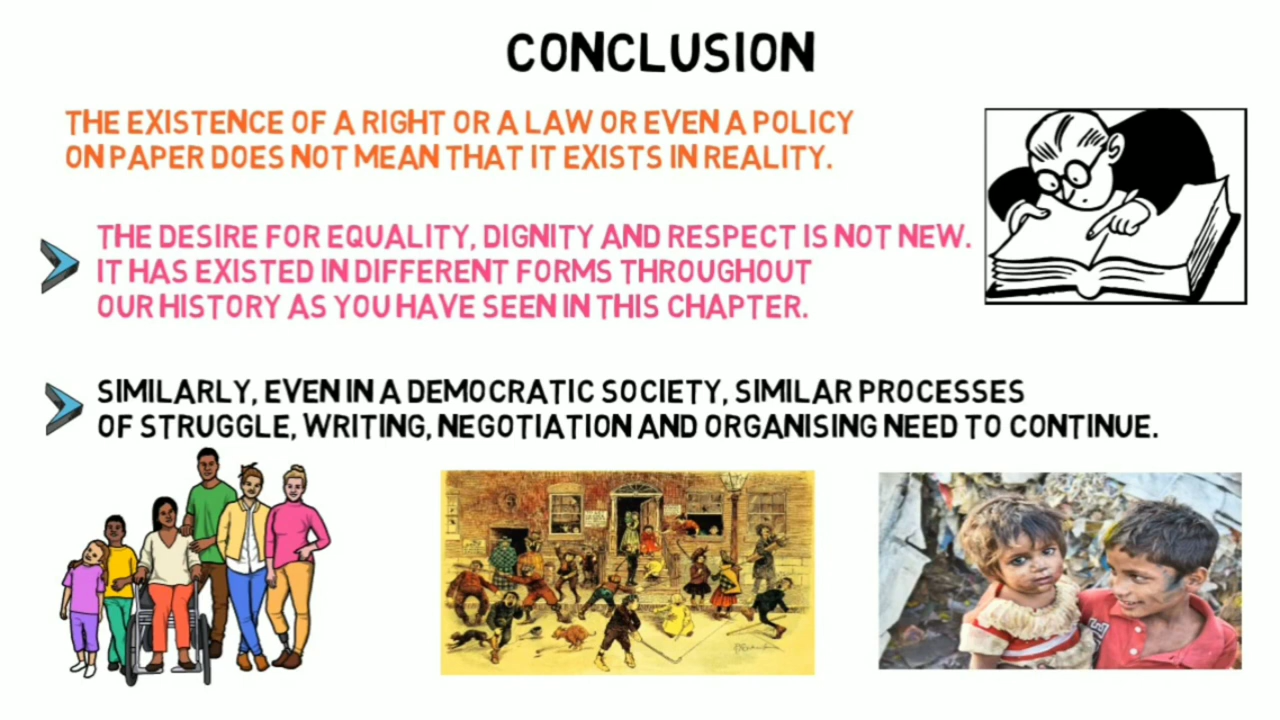 CONCLUSION
THE EXISTENCE OF A RIGHT OR A LAW OR EVEN A POLICY
ON PAPER DOES NOT MEAN THAT IT EXISTS IN REALITY.
THE DESIRE FOR EQUALITY, DIGNITY AND RESPECT IS NOT NEW.
IT HAS EXISTED IN DIFFERENT FORMS THROUGHOUT
OUR HISTORY AS YOU HAVE SEEN IN THIS CHAPTER.
SIMILARLY, EVEN IN A DEMOCRATIC SOCIETY, SIMILAR PROCESSES
OF STRUGGLE, WRITING, NEGOTIATION AND ORGANISING NEED TO CONTINUE.